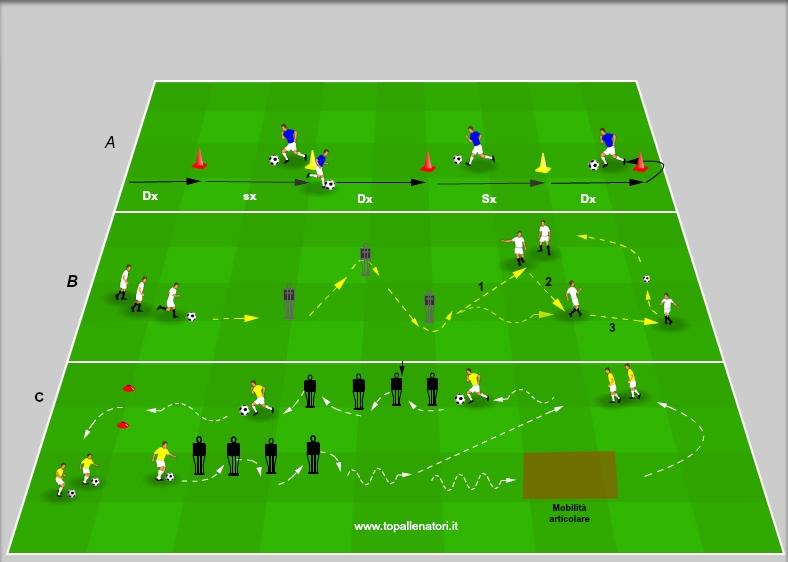 A
Dx sx Dx Sx Dx
B
1
2
3
C
Mobilità
articolare
www.topallenatori.it